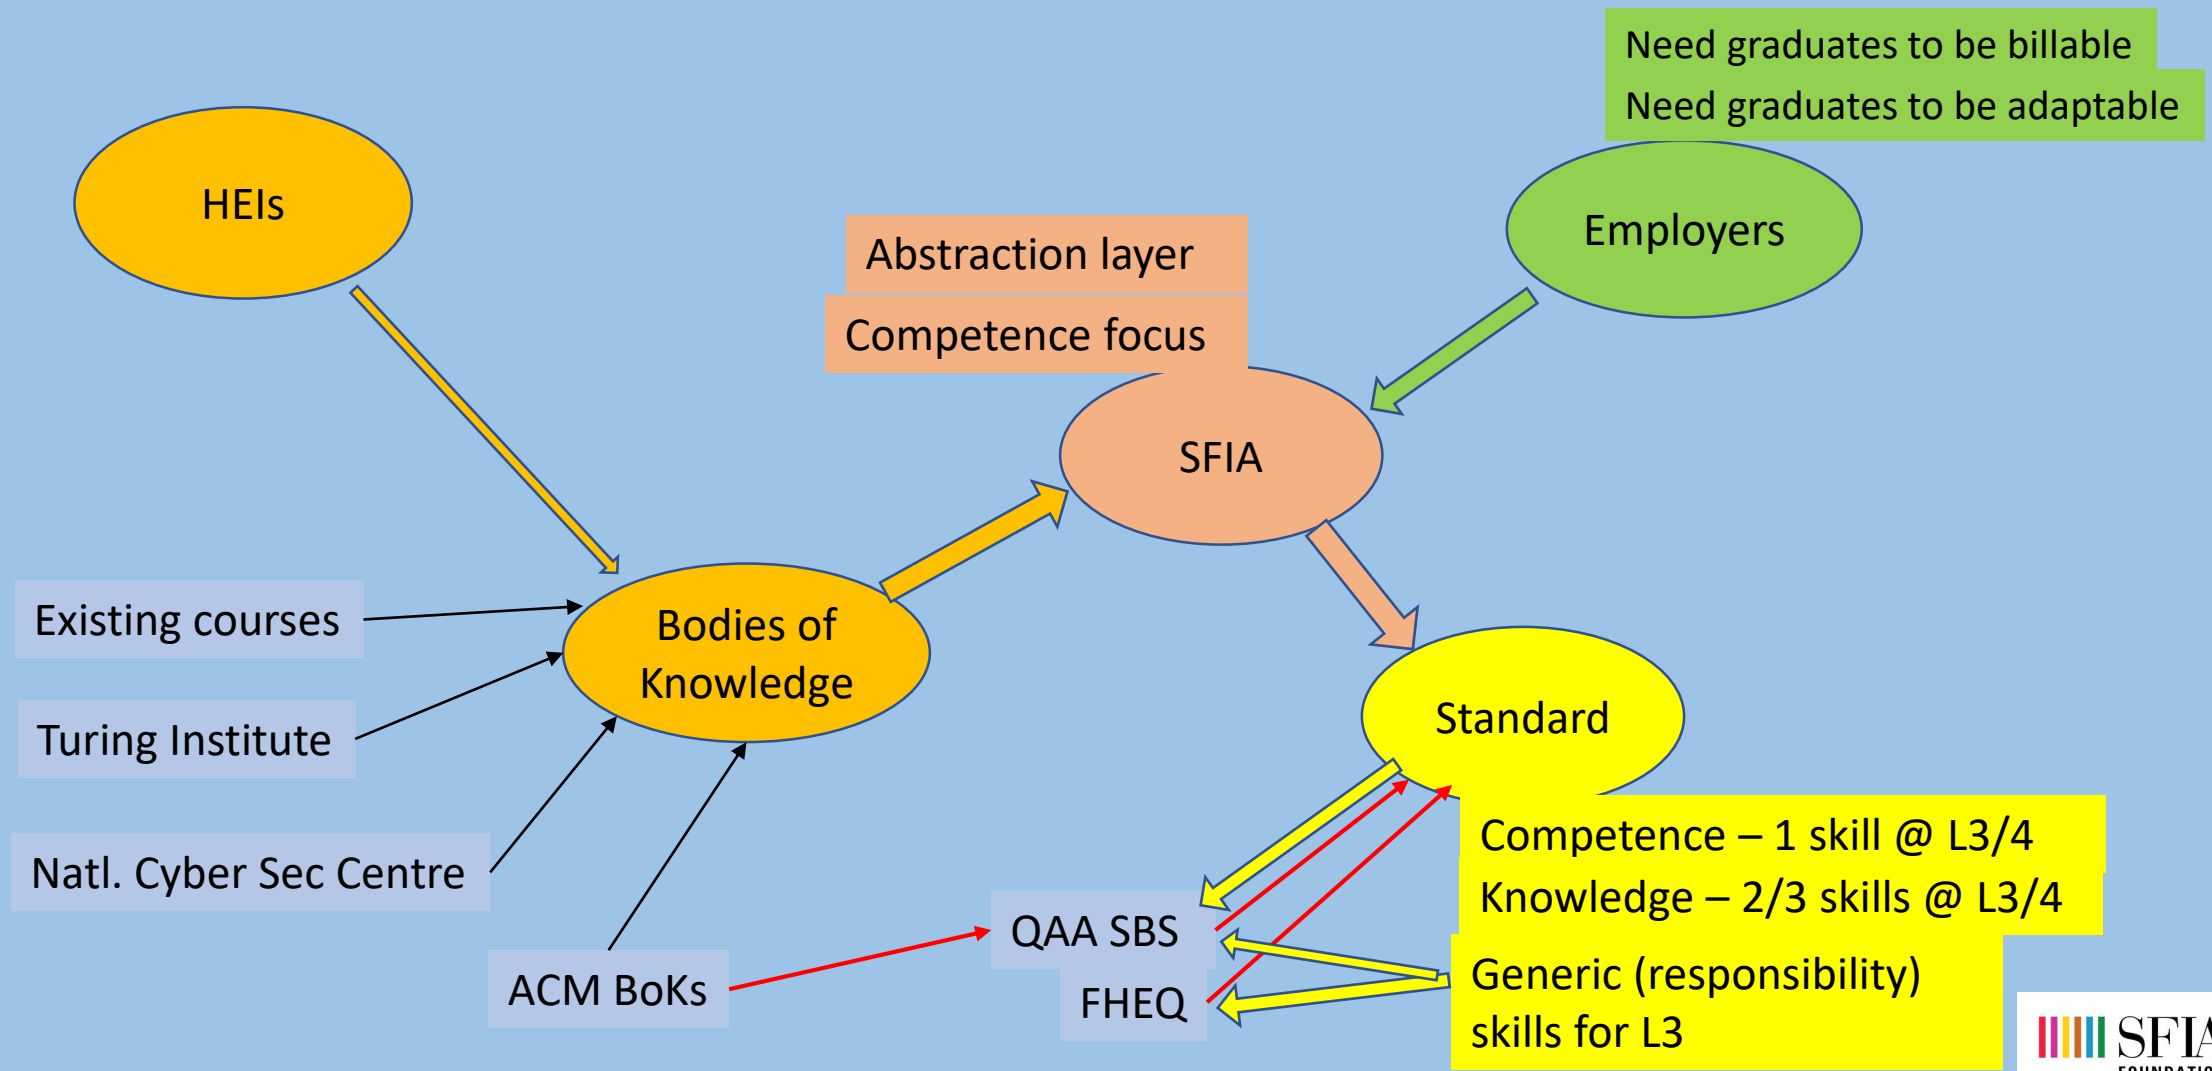 Need graduates to be billable
Need graduates to be adaptable
HEIs
Employers
Abstraction layer
Competence focus
SFIA
Existing courses
Bodies of
Knowledge
Turing Institute
Standard
Natl. Cyber Sec Centre
Competence – 1 skill @ L3/4
Knowledge – 2/3 skills @ L3/4
QAA SBS
ACM BoKs
FHEQ
Generic (responsibility)
skills for L3
SFIA